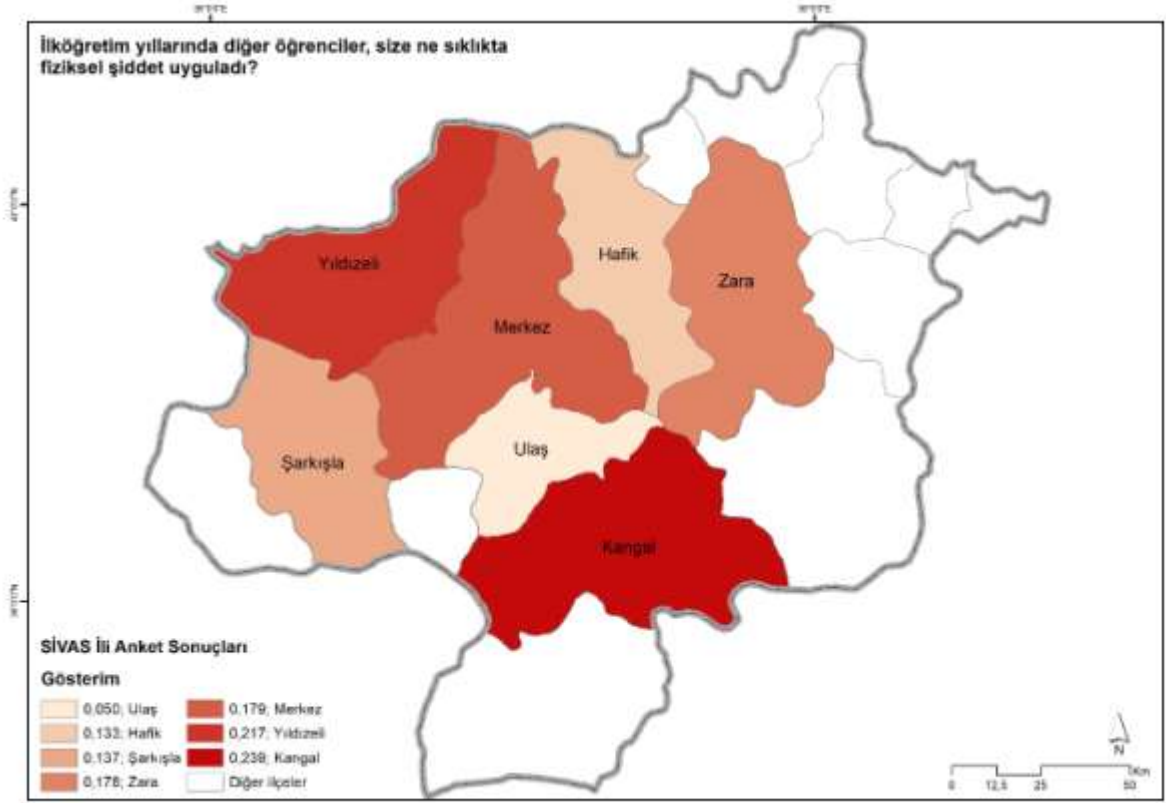 İlköğretim yıllarında diğer öğrenciler, size ne sıklıkta
fiziksel şiddet uyguladı?
Yıldızeli
Hafik
Zara
Merkez
Şarkışla
Ulaş
Kangal
SİVAS İli Anket Sonuçları
Gösterim
0,050; Ulaş
0,179; Merkez
0,133; Hafik
0,217; Yıldızeli
0,137; Şarkışla
0,239; Kangal
0,178; Zara
Diğer ilçeler
N
Km
0 12,5 25 50